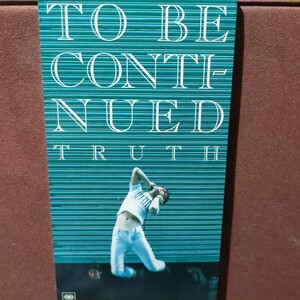 TO BE
CONTI-
NUED
TRUTH